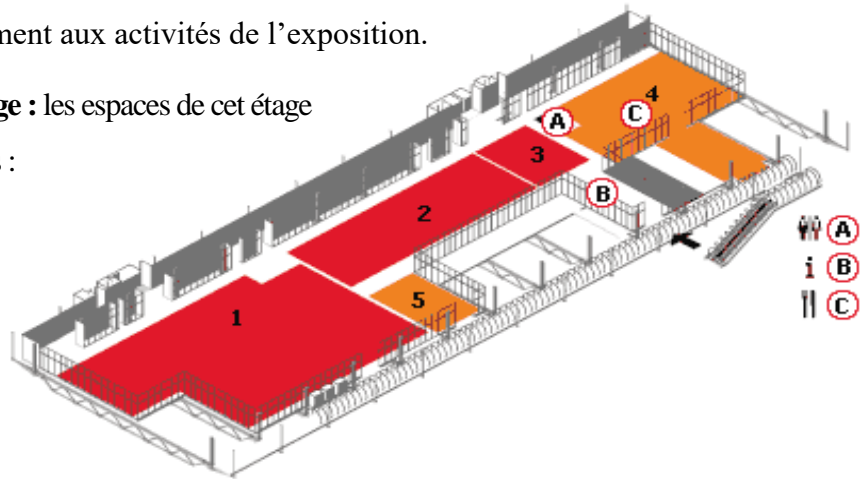 ment aux activités de l'exposition.
ge : les espaces de cet étage
:
4
A
C
3
B
2
A
i B
5
C
1